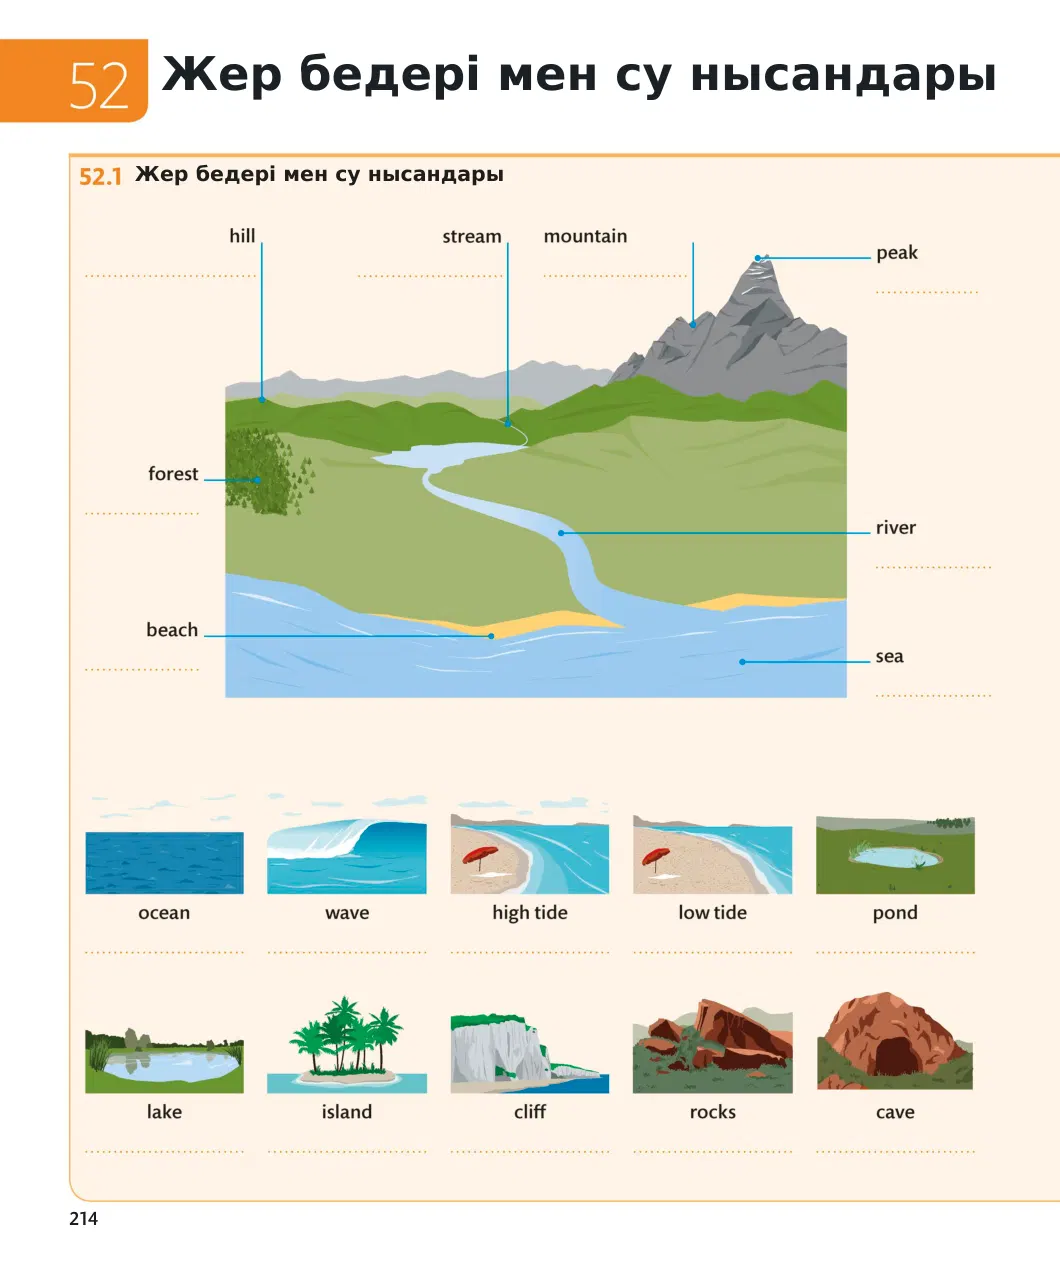 52
Жер бедері мен су нысандары
52.1 Жер бедері мен су нысандары
hill
stream
mountain
peak
forest
river
beach
sea
ocean
wave
high tide
low tide
pond
lake
island
cliff
rocks
cave
214